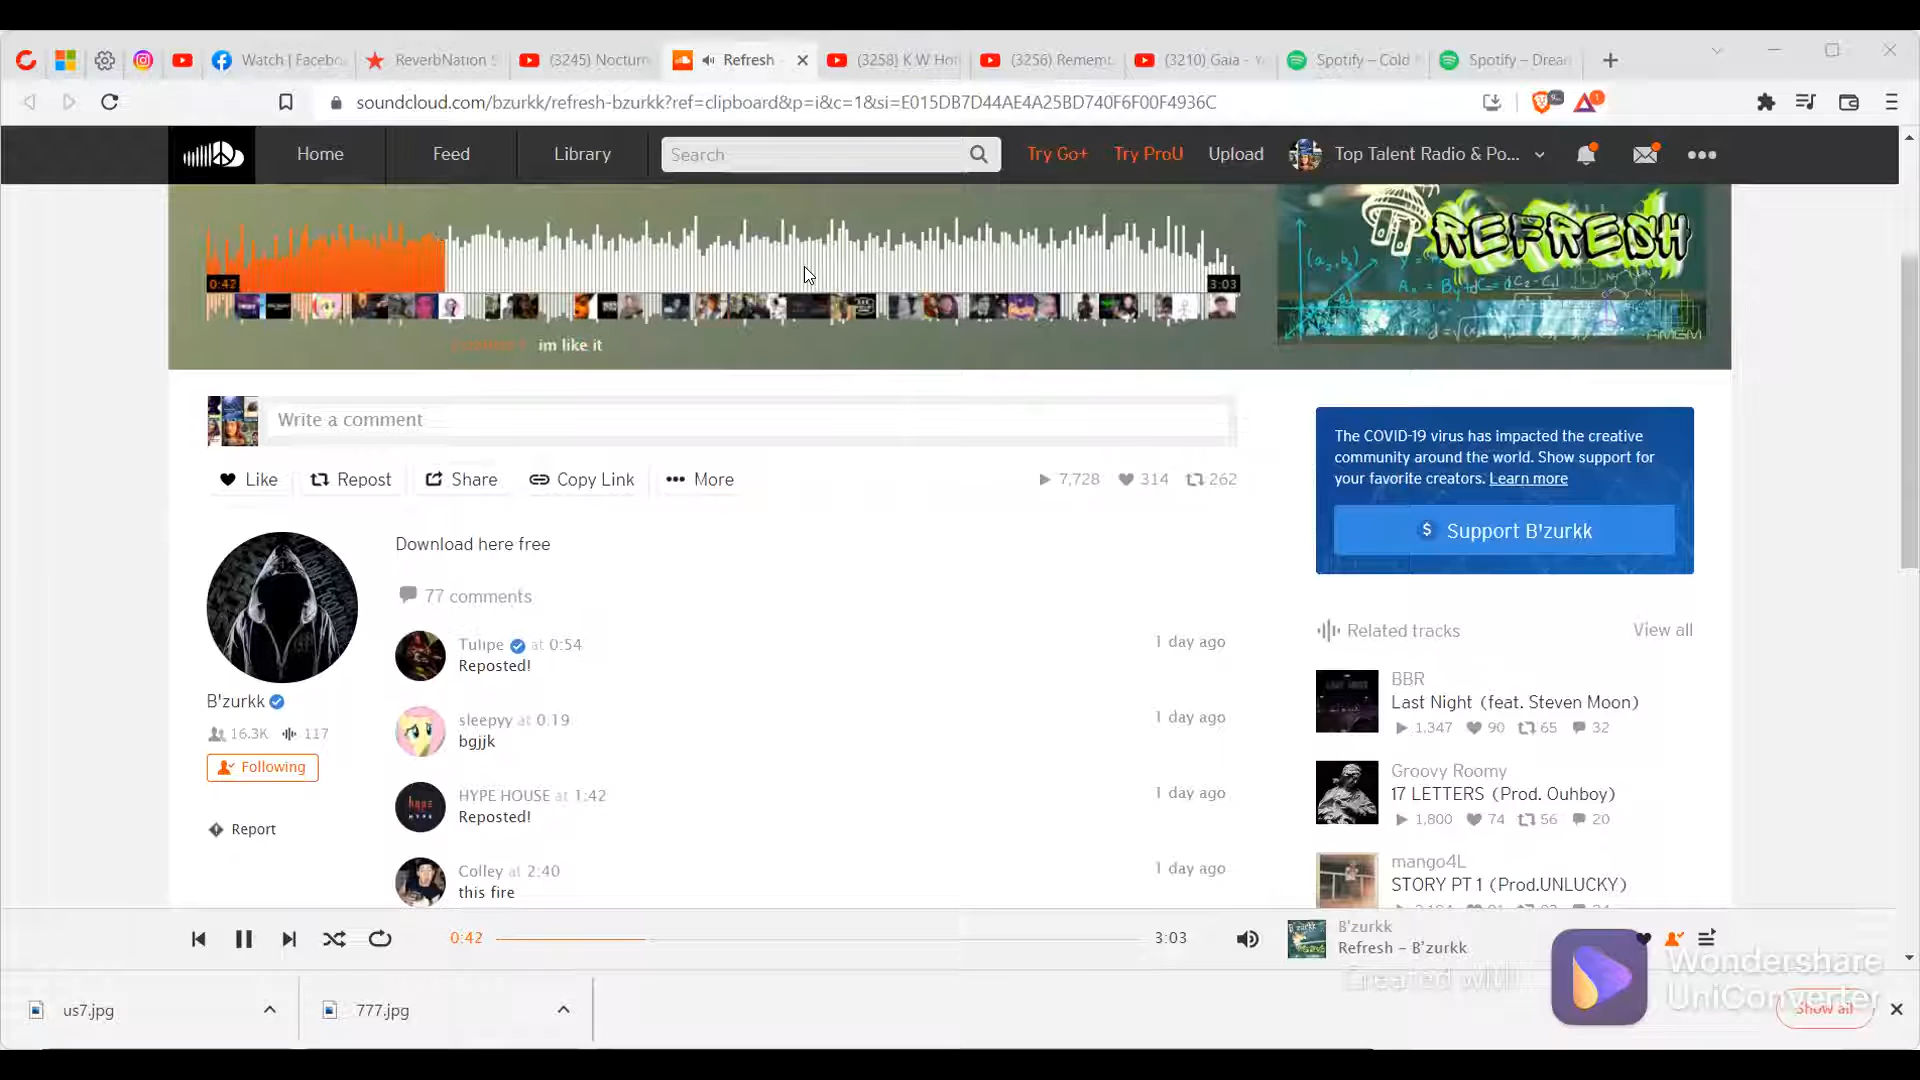 Watch | Facebo
ReverbNation S
(3245) Nocturn
Refresh
(3258) K W Ho
(3256) Rememb
(3210) Gaia - Y
Spotify – Cold
Spotify – Drea
soundcloud.com/bzurkk/refresh-bzurkk?ref=clipboard&p=i&c=1&si=E015DB7D44AE4A25BD740F6F00F4936C
Home
Feed
Library
Search
Try Go+
Try ProU
Upload
Top Talent Radio & Po...
REFRESH
0:42
3:03
im like it
Write a comment
Like
Repost
Share
Copy Link
More
7,728
314
262
The COVID-19 virus has impacted the creative
community around the world. Show support for
your favorite creators. Learn more
$ Support B'zurkk
Download here free
77 comments
B'zurkk
16.3K 117
Following
Report
Tulipe at 0:54
Reposted!
1 day ago
sleepyy at 0:19
bgjjk
1 day ago
HYPE HOUSE at 1:42
Reposted!
1 day ago
Colley at 2:40
this fire
1 day ago
Related tracks
View all
BBR
Last Night (feat. Steven Moon)
1,347 90 65 32
Groovy Roomy
17 LETTERS (Prod. Ouhboy)
1,800 74 56 20
mango4L
STORY PT 1 (Prod.UNLUCKY)
0:42
3:03
B'zurkk
Refresh – B'zurkk
Created with
Wondershare
UniConverter
us7.jpg
777.jpg
Show all